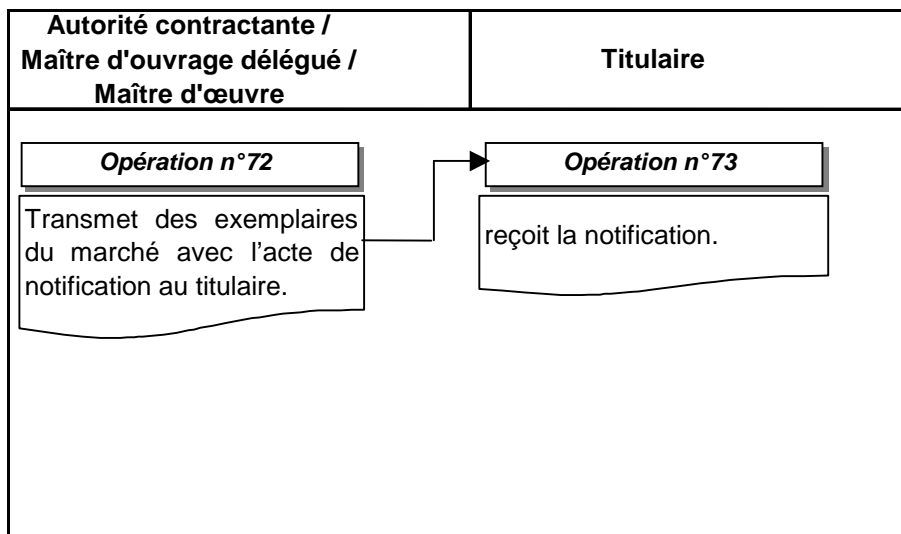 Autorité contractante /
Maître d'ouvrage délégué /
Maître d'œuvre
Titulaire
Opération n°72
Transmet des exemplaires
du marché avec l’acte de
notification au titulaire.
Opération n°73
reçoit la notification.